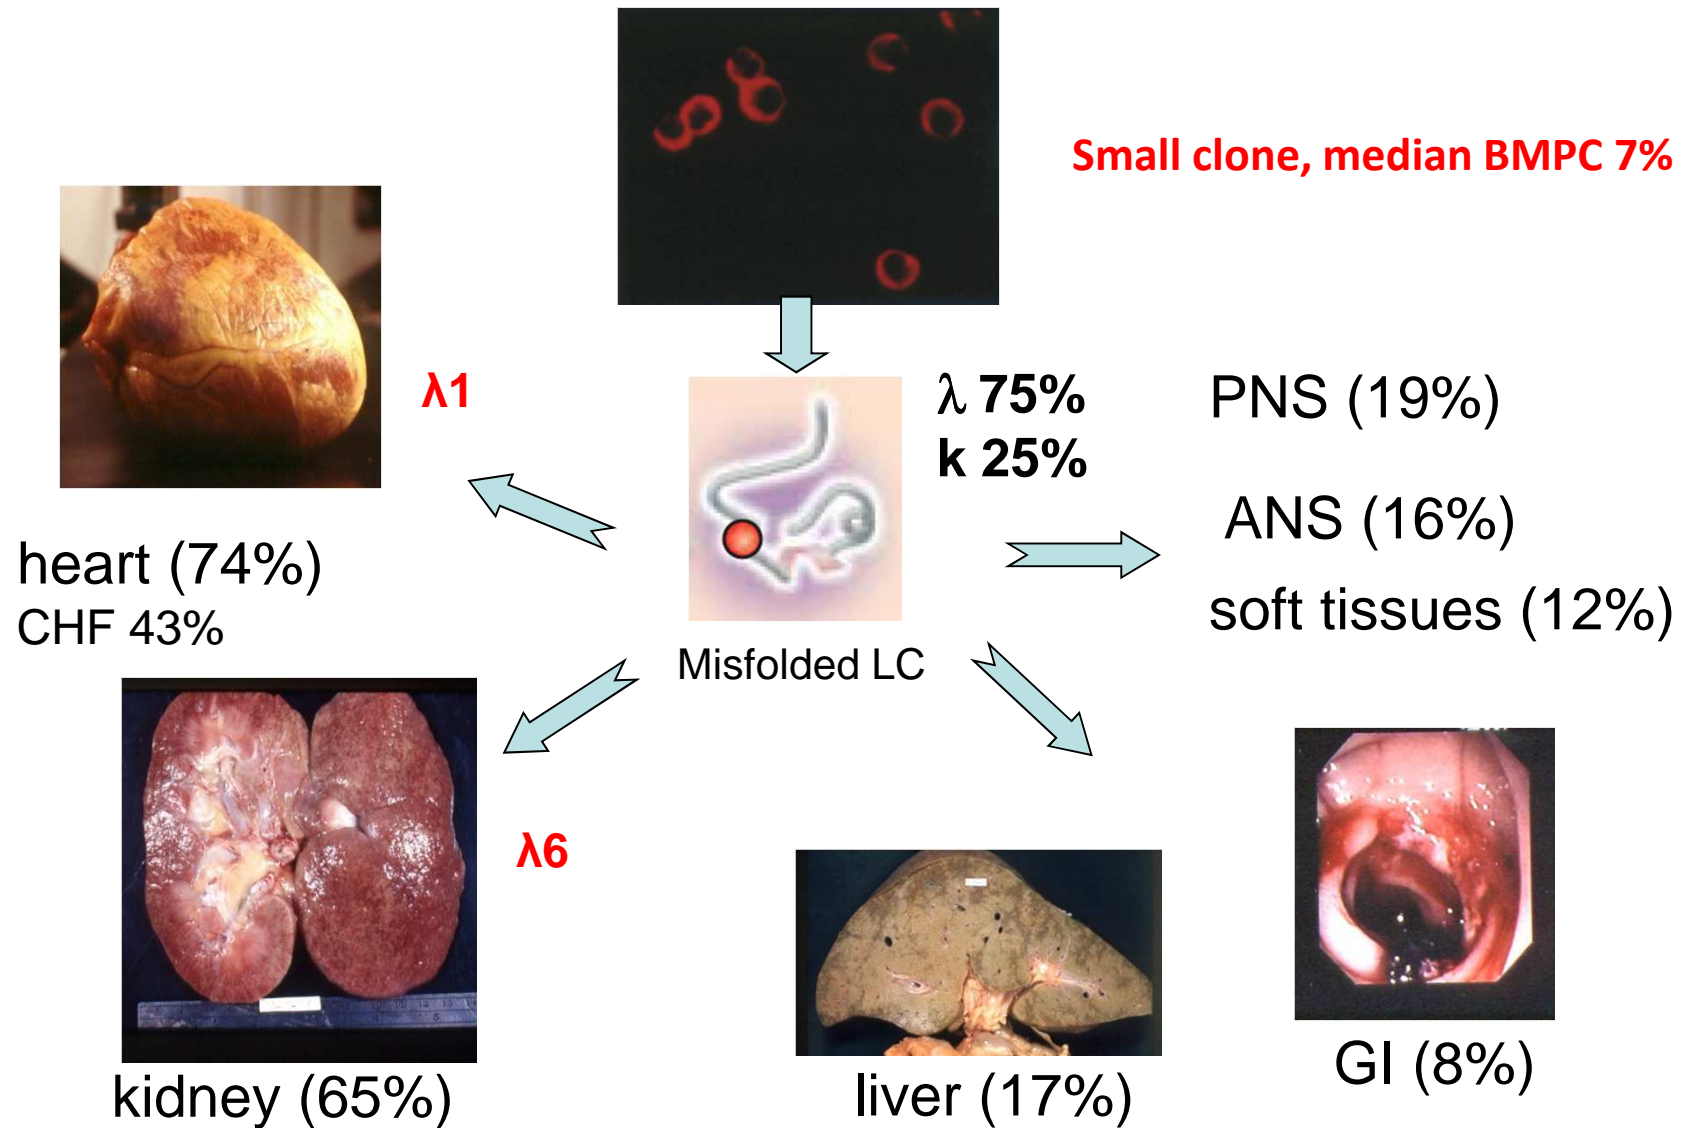 Small clone, median BMPC 7%
λ1
λ 75%
k 25%
PNS (19%)
ANS (16%)
soft tissues (12%)
heart (74%)
CHF 43%
Misfolded LC
λ6
kidney (65%)
liver (17%)
GI (8%)